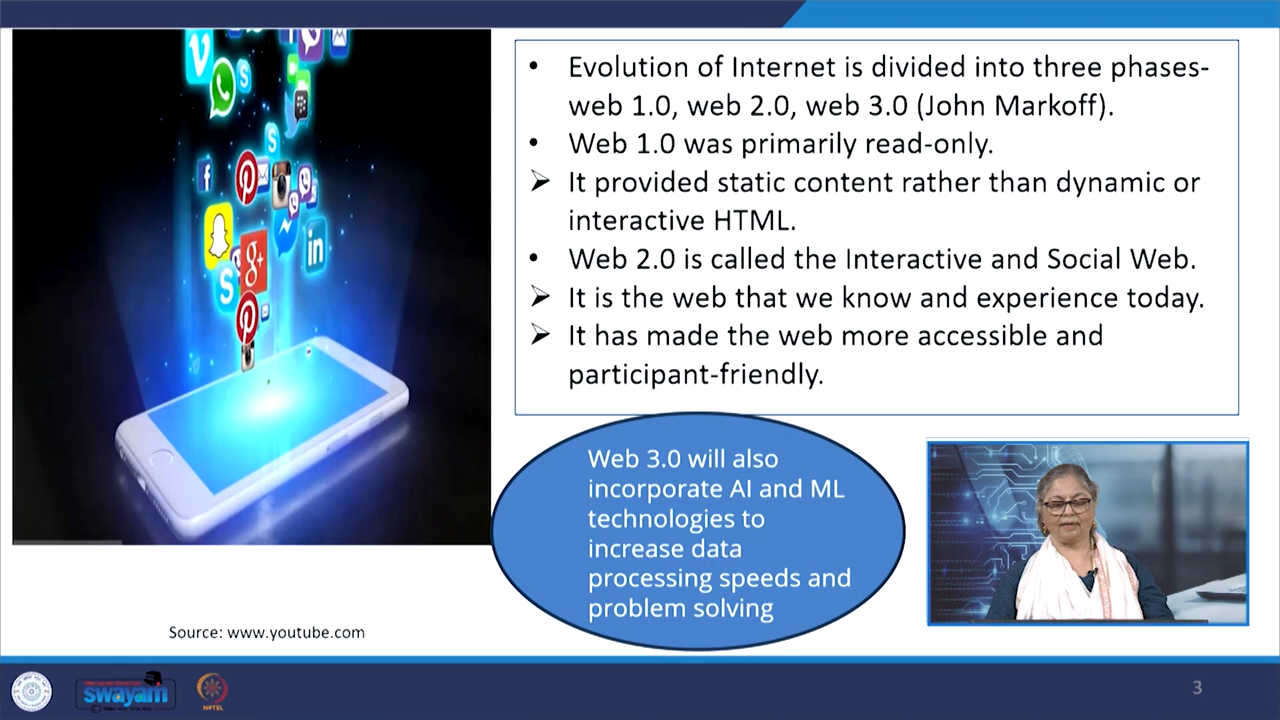 • Evolution of Internet is divided into three phases-
web 1.0, web 2.0, web 3.0 (John Markoff).
• Web 1.0 was primarily read-only.
➢ It provided static content rather than dynamic or
interactive HTML.
• Web 2.0 is called the Interactive and Social Web.
➢ It is the web that we know and experience today.
➢ It has made the web more accessible and
participant-friendly.
Web 3.0 will also
incorporate AI and ML
technologies to
increase data
processing speeds and
problem solving
Source: www.youtube.com
swayam
NPTEL
3